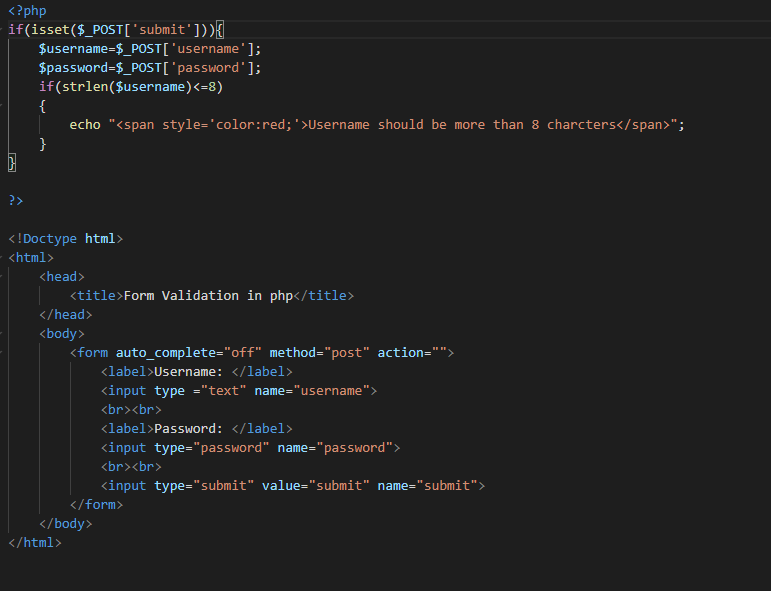 <?php
if(isset($_POST['submit'])){
    $username=$_POST['username'];
    $password=$_POST['password'];
    if(strlen($username)<=8)
    {
        echo "<span style='color:red;'>Username should be more than 8 charcters</span>";
    }
}

?>

<!Doctype html>
<html>
    <head>
        <title>Form Validation in php</title>
    </head>
    <body>
        <form auto_complete="off" method="post" action="">
            <label>Username: </label>
            <input type ="text" name="username">
            <br><br>
            <label>Password: </label>
            <input type="password" name="password">
            <br><br>
            <input type="submit" value="submit" name="submit">
        </form>
    </body>
</html>